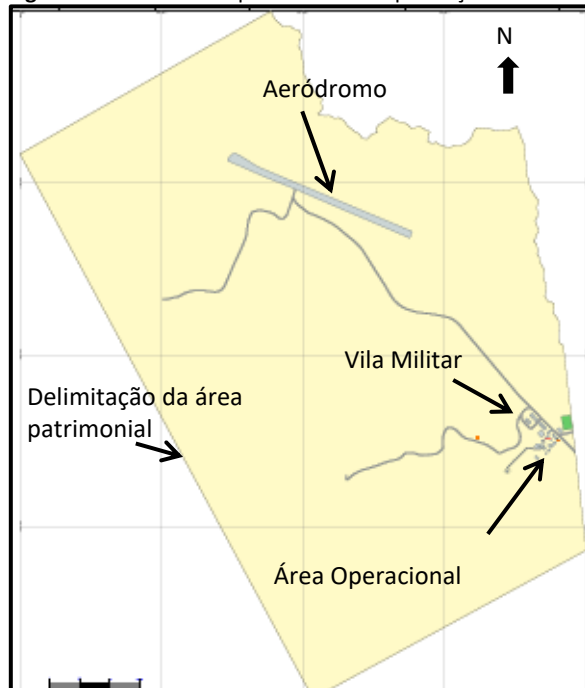 N
Aeródromo
Vila Militar
Delimitação da área
patrimonial
Área Operacional